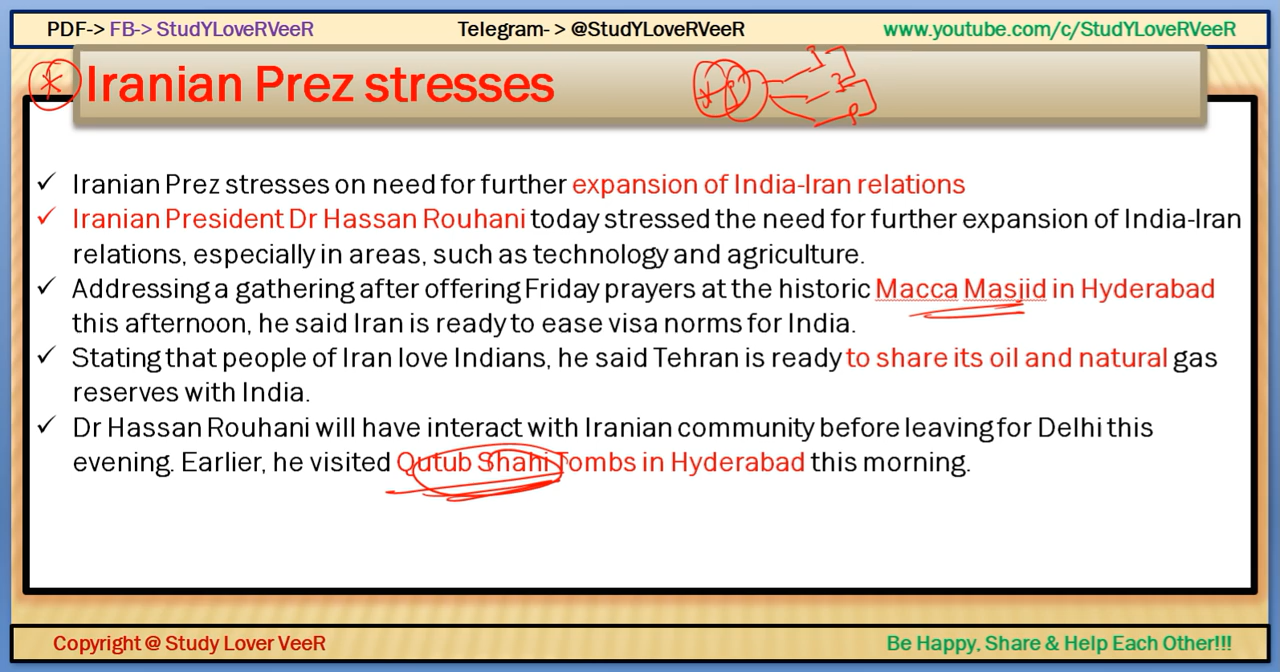 PDF-> FB-> StudYLoveRVeeR Telegram- > @StudYLoveRVeeR www.youtube.com/c/StudYLoveRVeeR
Iranian Prez stresses
✓ Iranian Prez stresses on need for further expansion of India-Iran relations
✓ Iranian President Dr Hassan Rouhani today stressed the need for further expansion of India-Iran
relations, especially in areas, such as technology and agriculture.
✓ Addressing a gathering after offering Friday prayers at the historic Macca Masjid in Hyderabad
this afternoon, he said Iran is ready to ease visa norms for India.
✓ Stating that people of Iran love Indians, he said Tehran is ready to share its oil and natural gas
reserves with India.
✓ Dr Hassan Rouhani will have interact with Iranian community before leaving for Delhi this
evening. Earlier, he visited Qutub Shahi Tombs in Hyderabad this morning.
Copyright @ Study Lover VeeR Be Happy, Share & Help Each Other!!!